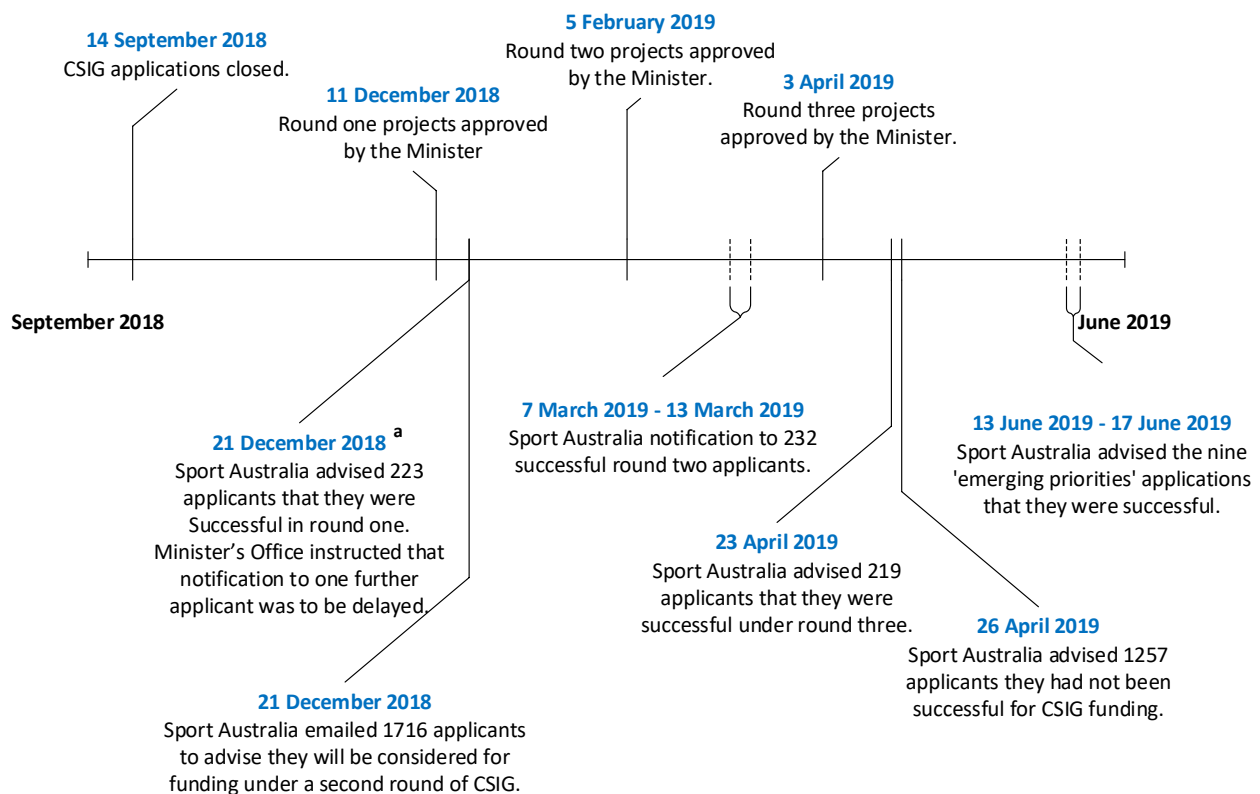 14 September 2018
CSIG applications closed.
11 December 2018
Round one projects approved
by the Minister
5 February 2019
Round two projects approved
by the Minister.
3 April 2019
Round three projects
approved by the Minister.
September 2018
June 2019
21 December 2018 a
Sport Australia advised 223
applicants that they were
Successful in round one.
Minister’s Office instructed that
notification to one further
applicant was to be delayed.
21 December 2018
Sport Australia emailed 1716 applicants
to advise they will be considered for
funding under a second round of CSIG.
7 March 2019 - 13 March 2019
Sport Australia notification to 232
successful round two applicants.
23 April 2019
Sport Australia advised 219
applicants that they were
successful under round three.
26 April 2019
Sport Australia advised 1257
applicants they had not been
successful for CSIG funding.
13 June 2019 - 17 June 2019
Sport Australia advised the nine
'emerging priorities' applications
that they were successful.